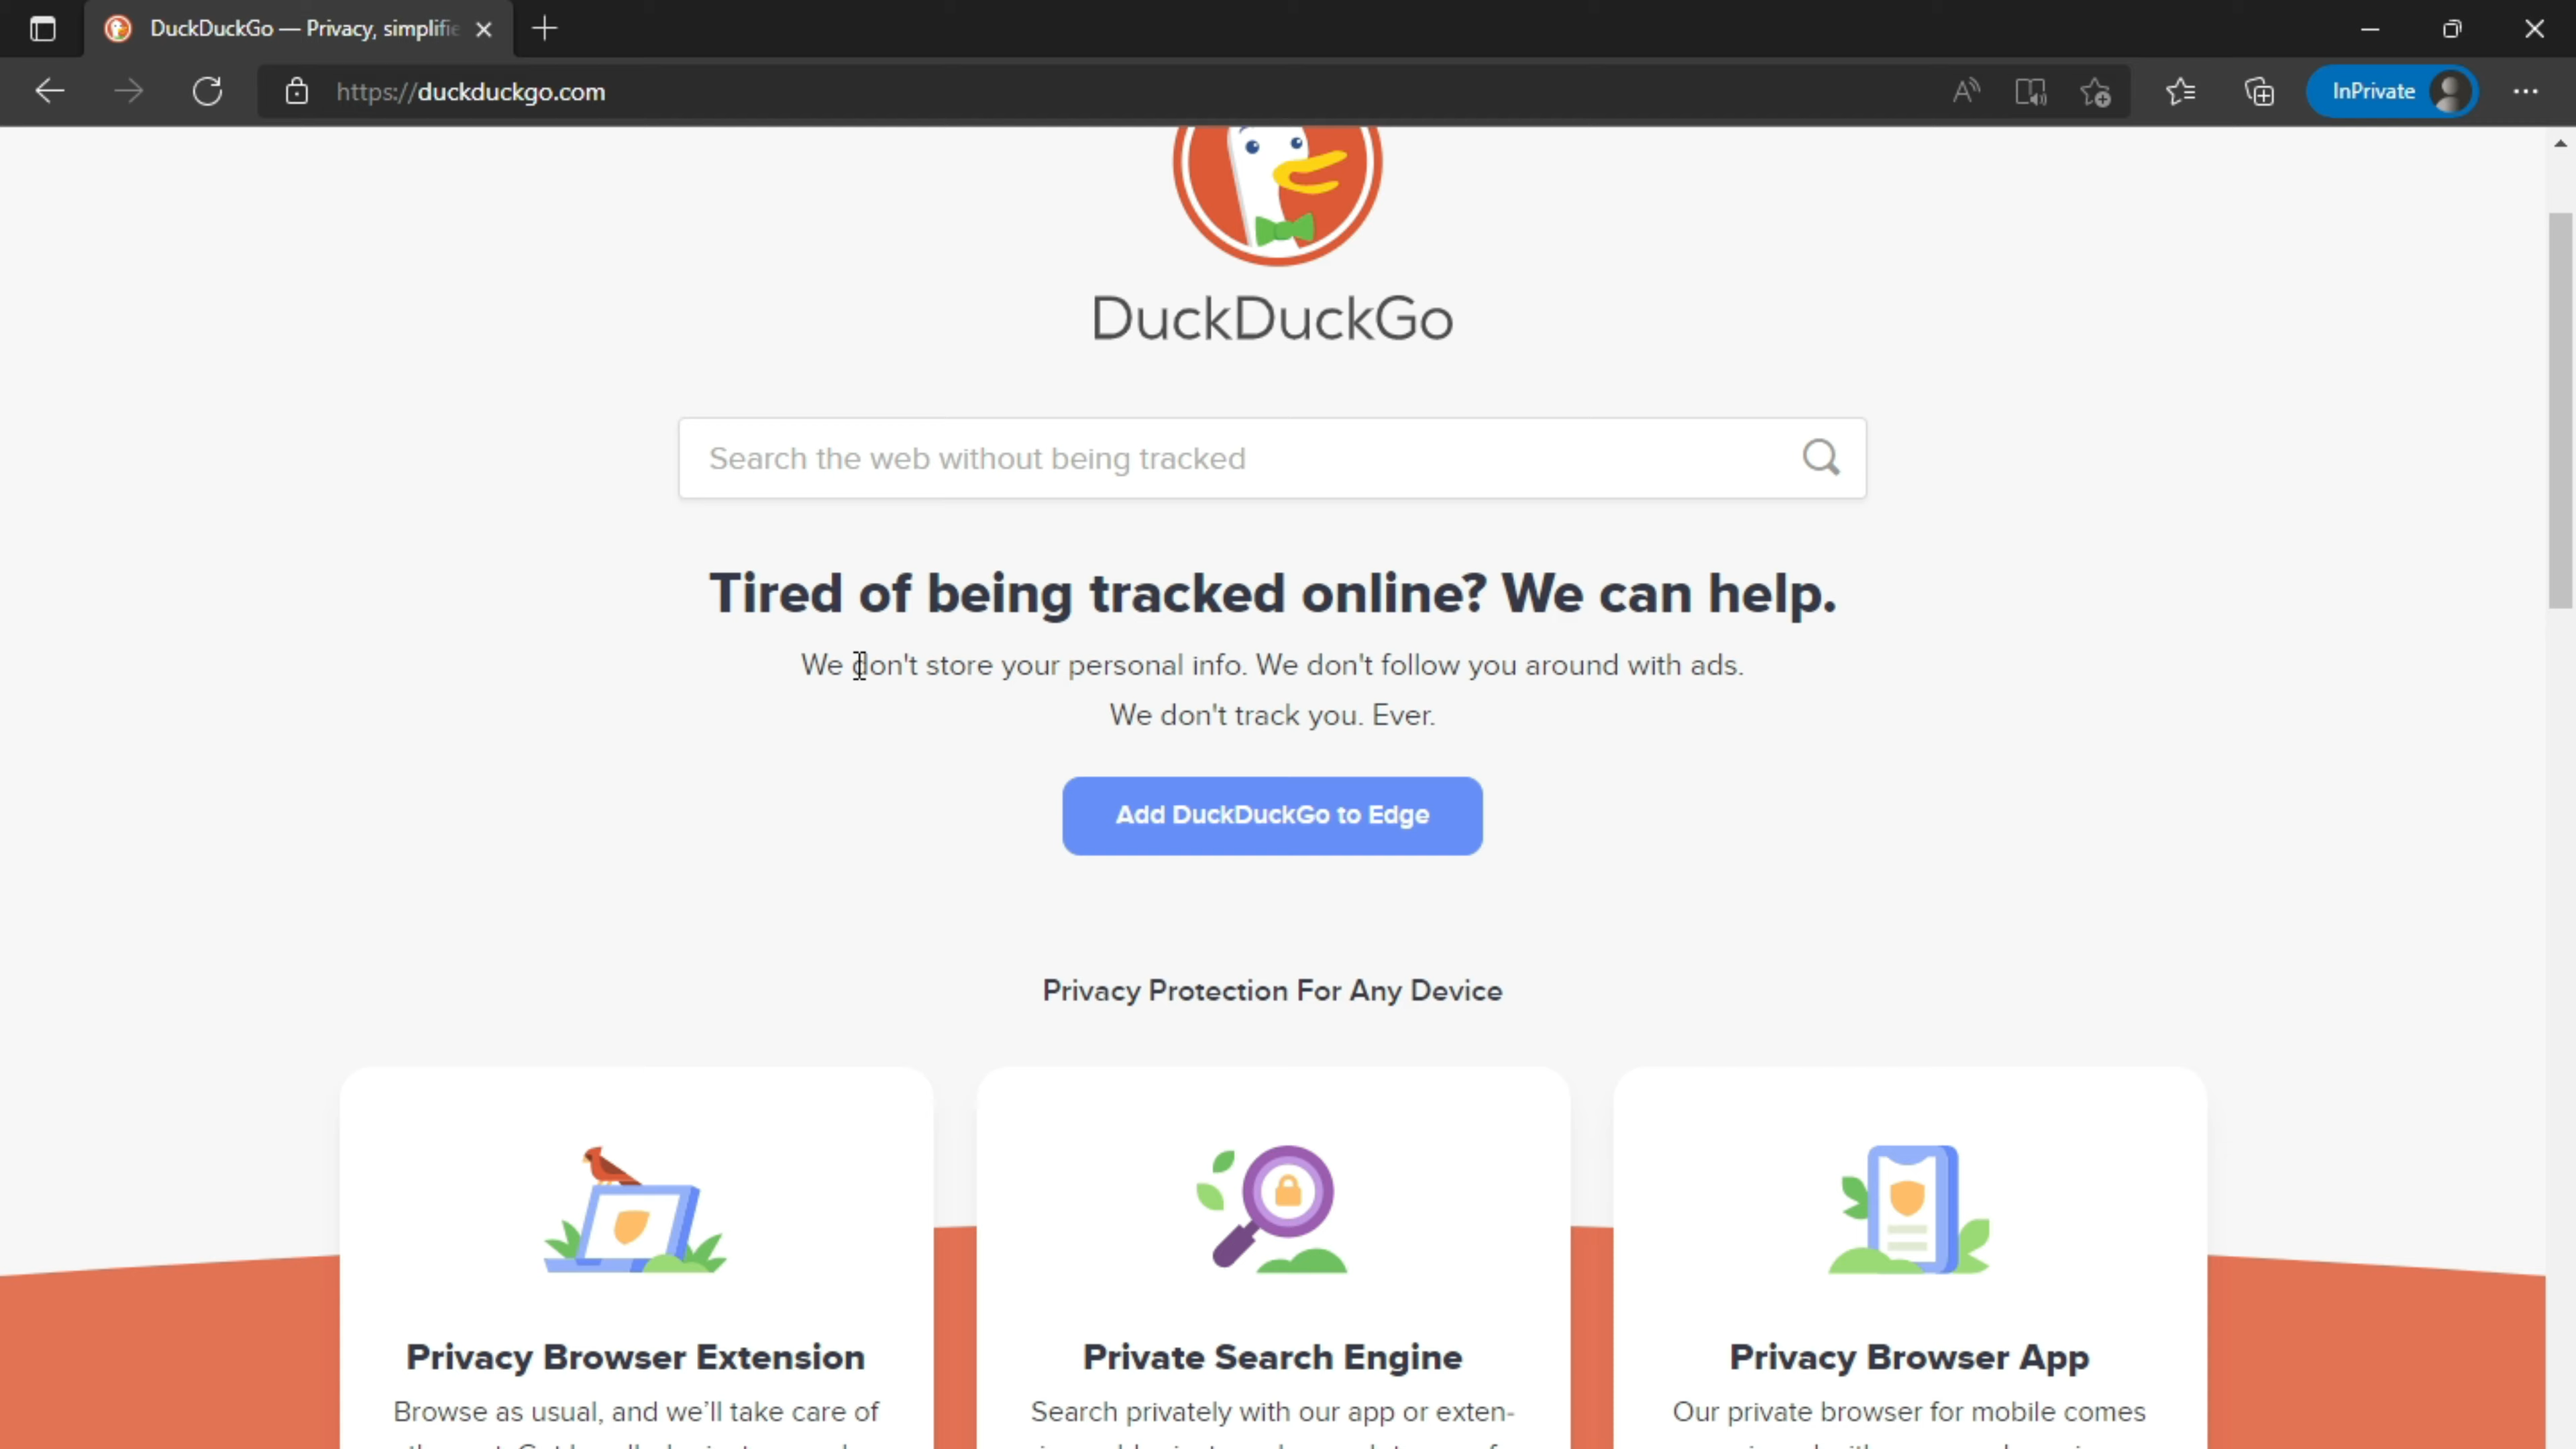 DuckDuckGo — Privacy, simplifie
https://duckduckgo.com
InPrivate
DuckDuckGo
Search the web without being tracked
Tired of being tracked online? We can help.
We don't store your personal info. We don't follow you around with ads.
We don't track you. Ever.
Add DuckDuckGo to Edge
Privacy Protection For Any Device
Privacy Browser Extension
Browse as usual, and we’ll take care of
Private Search Engine
Search privately with our app or exten-
Privacy Browser App
Our private browser for mobile comes